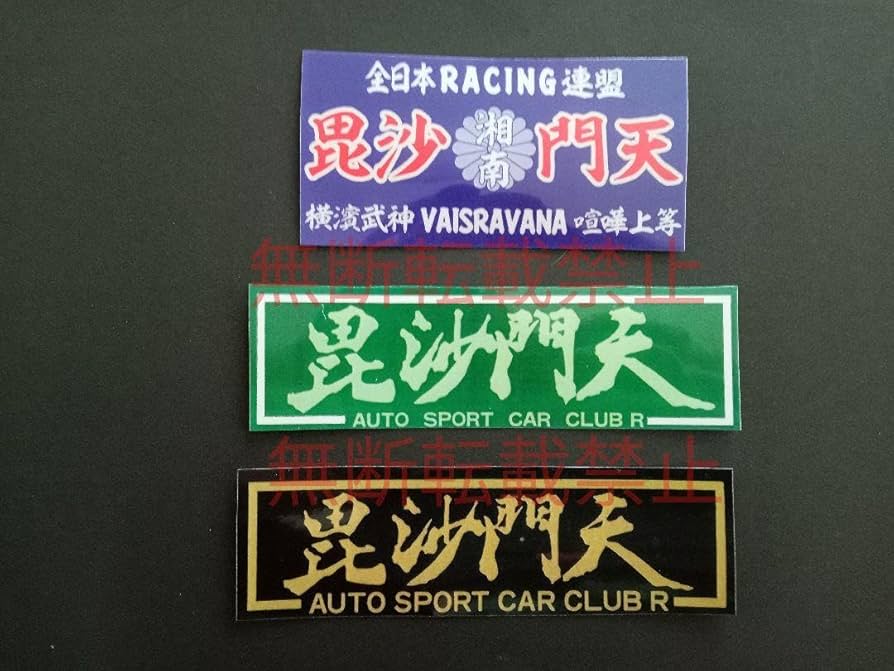 全日本RACING連盟
毘沙 湘南 門天
横濱武神 VAISRAVANA 喧嘩上等
無断転載禁止
毘沙門天
AUTO SPORT CAR CLUB R
無断転載禁止
毘沙門天
AUTO SPORT CAR CLUB R